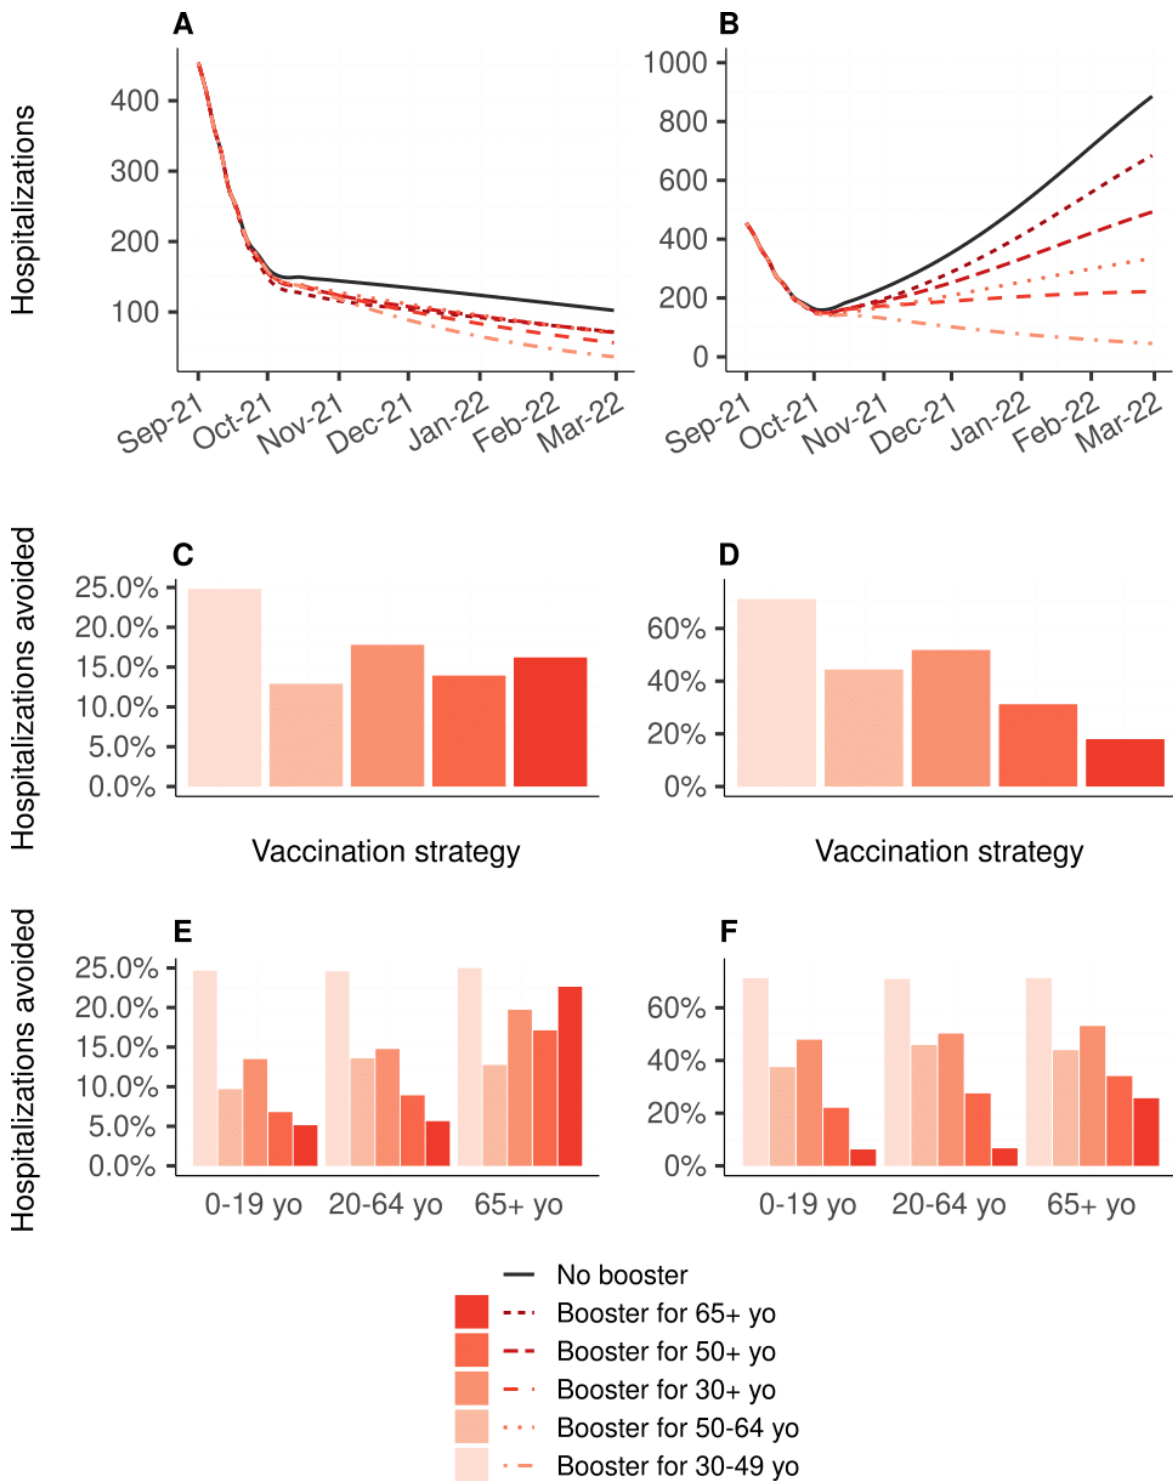 A
B
Hospitalizations
400
300
200
100
1000
800
600
400
200
0
Sep-21 Oct-21 Nov-21 Dec-21 Jan-22 Feb-22 Mar-22
Sep-21 Oct-21 Nov-21 Dec-21 Jan-22 Feb-22 Mar-22
C
D
Hospitalizations avoided
25.0%
20.0%
15.0%
10.0%
5.0%
0.0%
60%
40%
20%
0%
Vaccination strategy
Vaccination strategy
E
F
Hospitalizations avoided
25.0%
20.0%
15.0%
10.0%
5.0%
0.0%
60%
40%
20%
0%
0-19 yo 20-64 yo 65+ yo
0-19 yo 20-64 yo 65+ yo
No booster
Booster for 65+ yo
Booster for 50+ yo
Booster for 30+ yo
Booster for 50-64 yo
Booster for 30-49 yo